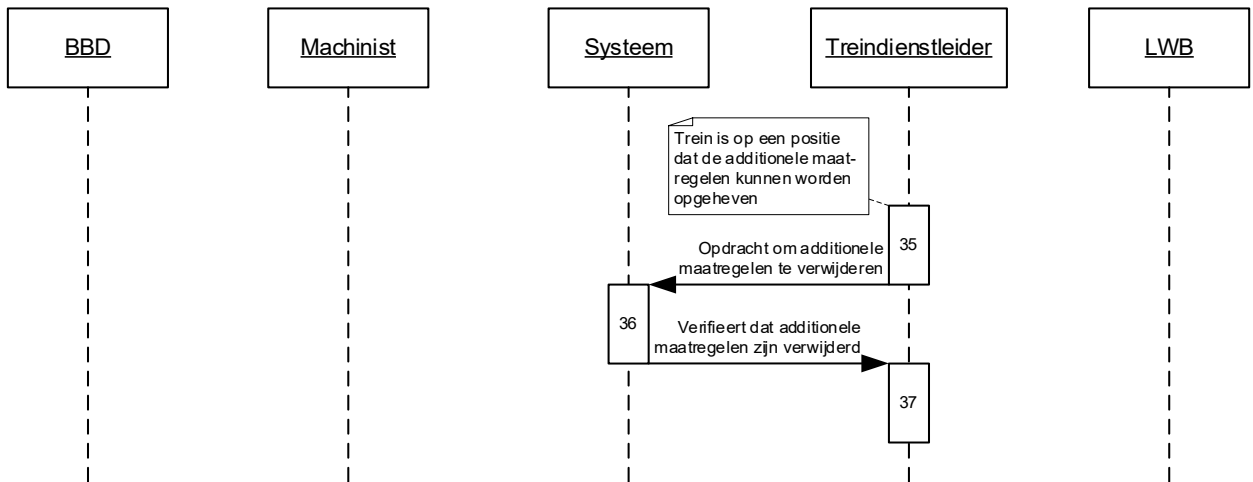 BBD
Machinist
Systeem
Treindienstleider
LWB
Trein is op een positie
dat de additionele maat-
regelen kunnen worden
opgeheven
35
Opdracht om additionele
maatregelen te verwijderen
36
Verifieert dat additionele
maatregelen zijn verwijderd
37